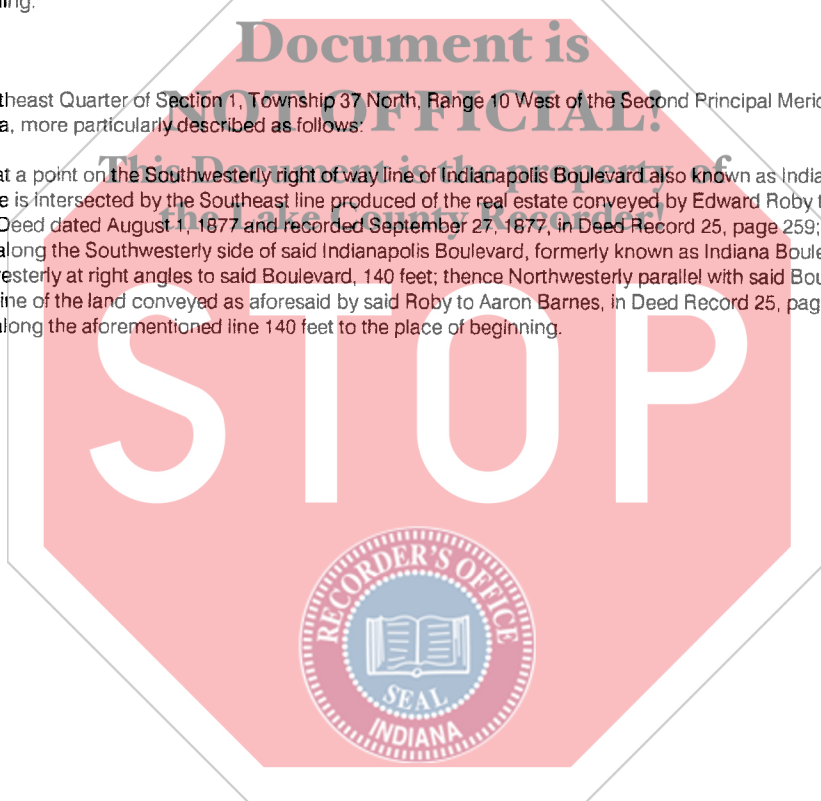 ing.
Document is
theast Quarter of Section 1, Township 37 North, Range 10 West of the Second Principal Meric
NOT OFFICIAL!
a, more particularly described as follows:
This Document is the property of
at a point on the Southwesterly right of way line of Indianapolis Boulevard also known as India
e is intersected by the Southeast line produced of the real estate conveyed by Edward Roby t
the Lake County Recorder!
Deed dated August 1, 1877 and recorded September 27, 1877, in Deed Record 25, page 259;
along the Southwesterly side of said Indianapolis Boulevard, formerly known as Indiana Boule
esterly at right angles to said Boulevard, 140 feet; thence Northwesterly parallel with said Bou
ine of the land conveyed as aforesaid by said Roby to Aaron Barnes, in Deed Record 25, pag
along the aforementioned line 140 feet to the place of beginning.
STOP
RECORDER'S OFFICE
SEAL
INDIANA